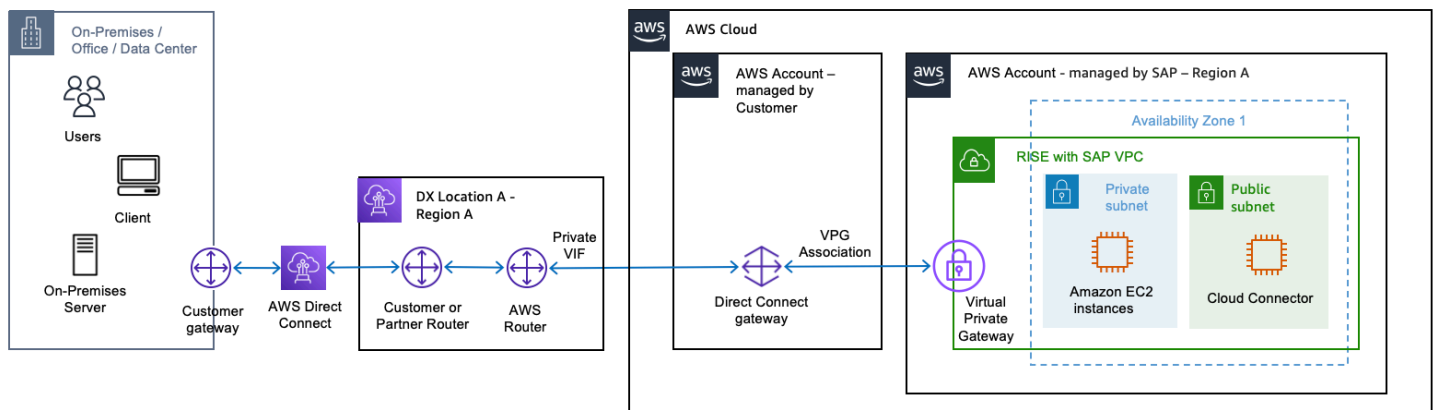 On-Premises /
Office / Data Center
Users
Client
On-Premises
Server
Customer
gateway
AWS Direct
Connect
DX Location A -
Region A
Customer or
Partner Router
AWS
Router
Private
VIF
aws
AWS Cloud
aws
AWS Account –
managed by
Customer
Direct Connect
gateway
VPG
Association
aws
AWS Account - managed by SAP – Region A
Availability Zone 1
RISE with SAP VPC
Private
subnet
Amazon EC2
instances
Public
subnet
Cloud Connector
Virtual
Private
Gateway